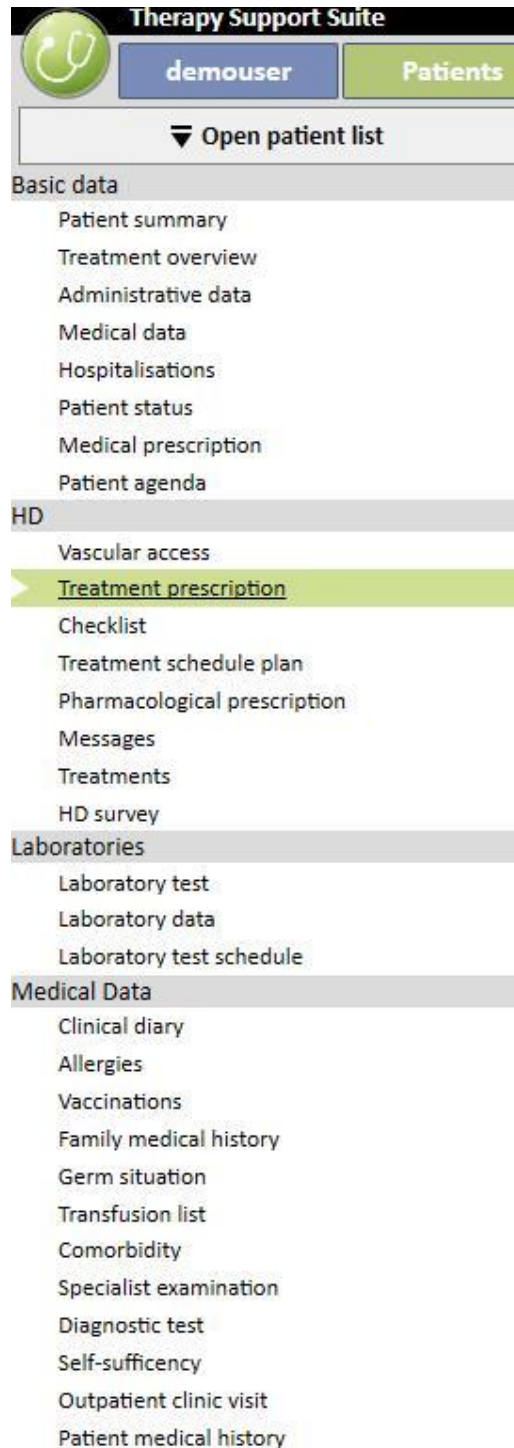 Therapy Support Suite
demouser Patients
Open patient list
Basic data
Patient summary
Treatment overview
Administrative data
Medical data
Hospitalisations
Patient status
Medical prescription
Patient agenda
HD
Vascular access
Treatment prescription
Checklist
Treatment schedule plan
Pharmacological prescription
Messages
Treatments
HD survey
Laboratories
Laboratory test
Laboratory data
Laboratory test schedule
Medical Data
Clinical diary
Allergies
Vaccinations
Family medical history
Germ situation
Transfusion list
Comorbidity
Specialist examination
Diagnostic test
Self-sufficency
Outpatient clinic visit
Patient medical history